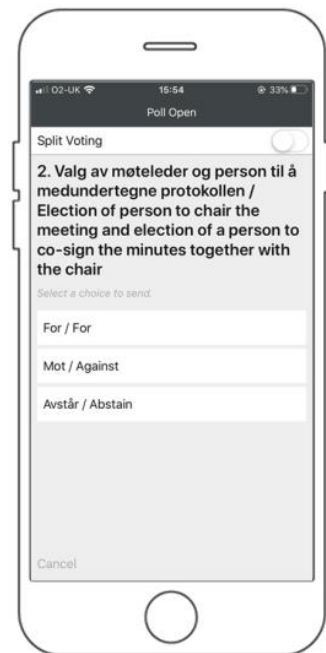 O2-UK 15:54 33%
Poll Open
Split Voting
2. Valg av møteleder og person til å
medundertegne protokollen /
Election of person to chair the
meeting and election of a person to
co-sign the minutes together with
the chair
Select a choice to send.
For / For
Mot / Against
Avstår / Abstain
Cancel